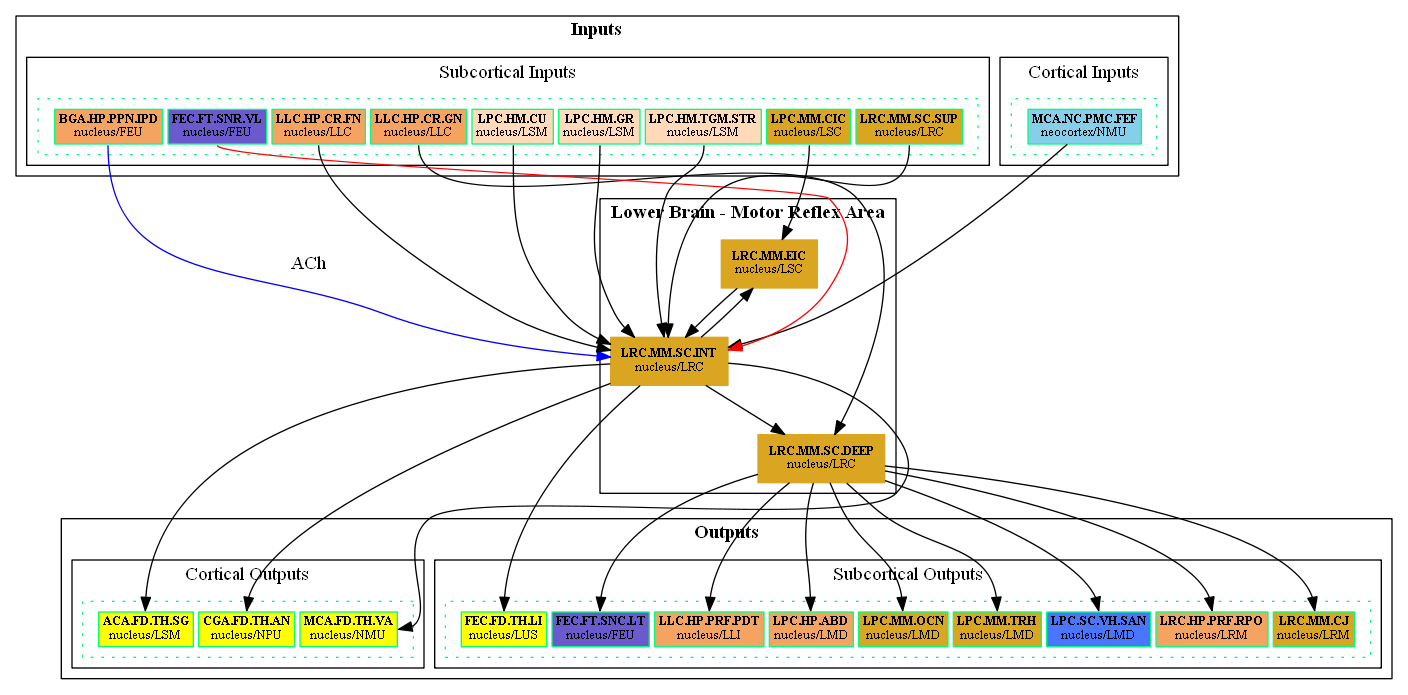 Inputs
Subcortical Inputs
Cortical Inputs
BGA.HP.PPN.IPD
nucleus/FEU
FEC.FT.SNR.VL
nucleus/FEU
LLC.HP.CR.FN
nucleus/LLC
LLC.HP.CR.GN
nucleus/LLC
LPC.HM.CU
nucleus/LSM
LPC.HM.GR
nucleus/LSM
LPC.HM.TGM.STR
nucleus/LSM
LPC.MM.CIC
nucleus/LSC
LRC.MM.SC.SUP
nucleus/LRC
MCA.NC.PMC.FEF
neocortex/NMU
Lower Brain - Motor Reflex Area
LRC.MM.EIC
nucleus/LSC
ACh
LRC.MM.SC.INT
nucleus/LRC
LRC.MM.SC.DEEP
nucleus/LRC
Outputs
Cortical Outputs
Subcortical Outputs
ACA.FD.TH.SG
nucleus/LSM
CGA.FD.TH.AN
nucleus/NPU
MCA.FD.TH.VA
nucleus/NMU
FEC.FD.TH.LI
nucleus/LUS
FEC.FT.SNC.LT
nucleus/FEU
LLC.HP.PRF.PDT
nucleus/LLI
LPC.HP.ABD
nucleus/LMD
LPC.MM.OCN
nucleus/LMD
LPC.MM.TRH
nucleus/LMD
LPC.SC.VH.SAN
nucleus/LMD
LRC.HP.PRF.RPO
nucleus/LRM
LRC.MM.CJ
nucleus/LRM